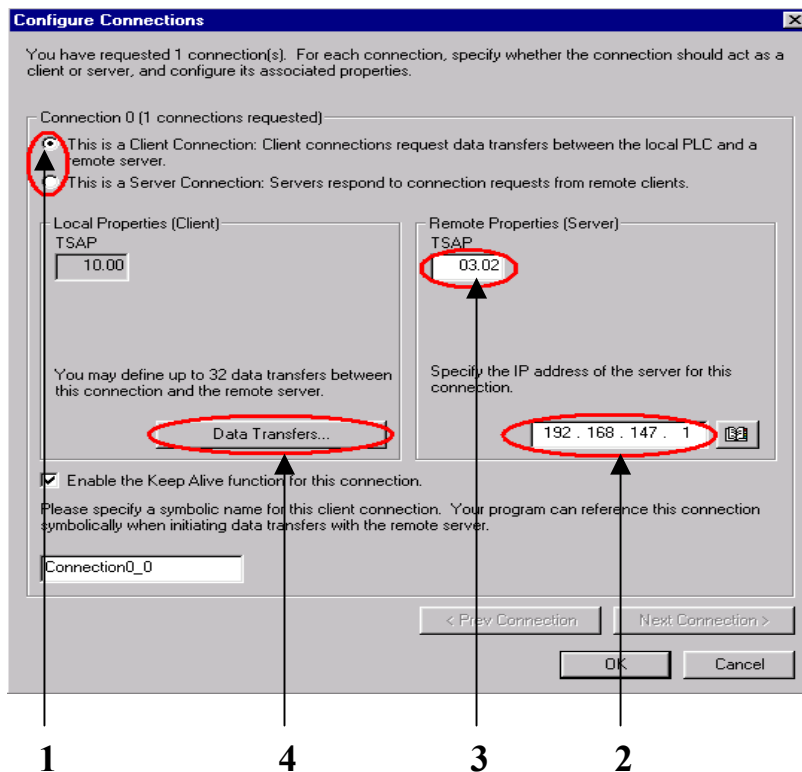 Configure Connections
You have requested 1 connection(s). For each connection, specify whether the connection should act as a
client or server, and configure its associated properties.
Connection 0 (1 connections requested)
This is a Client Connection: Client connections request data transfers between the local PLC and a
remote server.
This is a Server Connection: Servers respond to connection requests from remote clients.
Local Properties (Client)
TSAP
10.00
You may define up to 32 data transfers between
this connection and the remote server.
Data Transfers...
Remote Properties (Server)
TSAP
03.02
Specify the IP address of the server for this
connection.
192 . 168 . 147 . 1
Enable the Keep Alive function for this connection.
Please specify a symbolic name for this client connection. Your program can reference this connection
symbolically when initiating data transfers with the remote server.
Connection0_0
< Prev Connection
Next Connection >
OK
Cancel
1
4
3
2